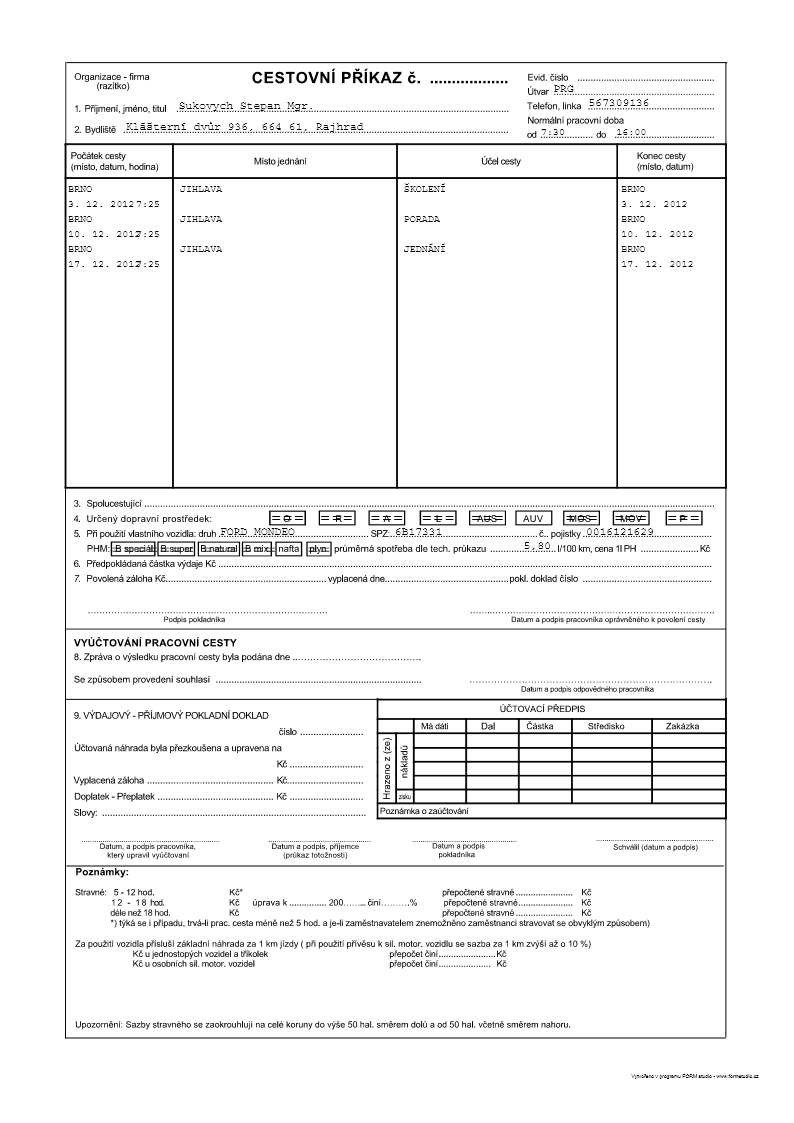 Organizace - firma
(razítko)
CESTOVNÍ PŘÍKAZ č. ..................
Evid. číslo
Útvar PRG
1. Příjmení, jméno, titul Sukovych Stepan Mgr.
Telefon, linka 567309136
2. Bydliště Klášterní dvůr 936, 664 61, Rajhrad
Normální pracovní doba
od 7:30 do 16:00
Počátek cesty
(místo, datum, hodina)
Místo jednání
Účel cesty
Konec cesty
(místo, datum)
BRNO JIHLAVA ŠKOLENÍ BRNO
3. 12. 2012 7:25 3. 12. 2012
BRNO JIHLAVA PORADA BRNO
10. 12. 2012 7:25 10. 12. 2012
BRNO JIHLAVA JEDNÁNÍ BRNO
17. 12. 2012 7:25 17. 12. 2012
3. Spolucestující
4. Určený dopravní prostředek: O R A L AUS AUV MOS MOV P
5. Při použití vlastního vozidla: druh FORD MONDEO SPZ: 6B17331 č. pojistky 0016121629
PHM: B speciál B super B natural B mix nafta plyn průměrná spotřeba dle tech. průkazu 5,80 l/100 km, cena 1l PH Kč
6. Předpokládaná částka výdaje Kč
7. Povolená záloha Kč vyplacená dne pokl. doklad číslo
Podpis pokladníka
Datum a podpis pracovníka oprávněného k povolení cesty
VYÚČTOVÁNÍ PRACOVNÍ CESTY
8. Zpráva o výsledku pracovní cesty byla podána dne
Se způsobem provedení souhlasí
Datum a podpis odpovědného pracovníka
9. VÝDAJOVÝ - PŘÍJMOVÝ POKLADNÍ DOKLAD
číslo
Účtovaná náhrada byla přezkoušena a upravena na
Kč
Vyplacená záloha Kč
Doplatek - Přeplatek Kč
Slovy:
ÚČTOVACÍ PŘEDPIS
Má dáti Dal Částka Středisko Zakázka
Hrazeno z (ze)
nákladů
zisku
Poznámka o zaúčtování
Datum, a podpis pracovníka,
který upravil vyúčtování
Datum a podpis, příjemce
(průkaz totožnosti)
Datum a podpis
pokladníka
Schválil (datum a podpis)
Poznámky:
Stravné: 5 - 12 hod. Kč* přepočtené stravné Kč
12 - 18 hod. Kč úprava k .............. 200....... činí..........% přepočtené stravné Kč
déle než 18 hod. Kč přepočtené stravné Kč
*) týká se i případu, trvá-li prac. cesta méně než 5 hod. a je-li zaměstnavatelem znemožněno zaměstnanci stravovat se obvyklým způsobem)
Za použití vozidla přísluší základní náhrada za 1 km jízdy ( při použití přívěsu k sil. motor. vozidlu se sazba za 1 km zvýší až o 10 %)
Kč u jednostopých vozidel a tříkolek přepočet činí Kč
Kč u osobních sil. motor. vozidel přepočet činí Kč
Upozornění: Sazby stravného se zaokrouhlují na celé koruny do výše 50 hal. směrem dolů a od 50 hal. včetně směrem nahoru.
Vytvořeno v programu FORM studio - www.formstudio.cz